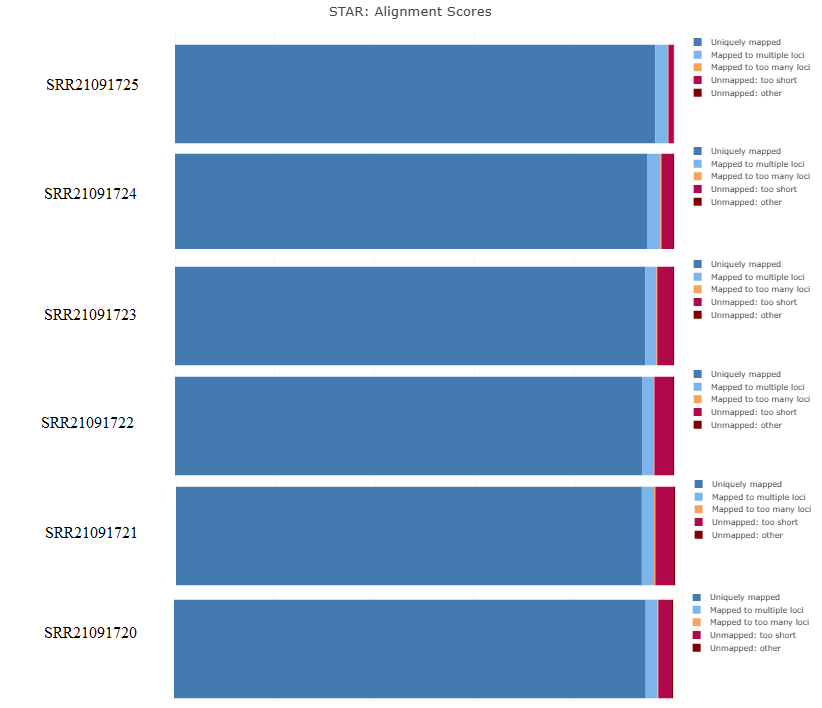 STAR: Alignment Scores
SRR21091725
Uniquely mapped
Mapped to multiple loci
Mapped to too many loci
Unmapped: too short
Unmapped: other
SRR21091724
Uniquely mapped
Mapped to multiple loci
Mapped to too many loci
Unmapped: too short
Unmapped: other
SRR21091723
Uniquely mapped
Mapped to multiple loci
Mapped to too many loci
Unmapped: too short
Unmapped: other
SRR21091722
Uniquely mapped
Mapped to multiple loci
Mapped to too many loci
Unmapped: too short
Unmapped: other
SRR21091721
Uniquely mapped
Mapped to multiple loci
Mapped to too many loci
Unmapped: too short
Unmapped: other
SRR21091720
Uniquely mapped
Mapped to multiple loci
Mapped to too many loci
Unmapped: too short
Unmapped: other